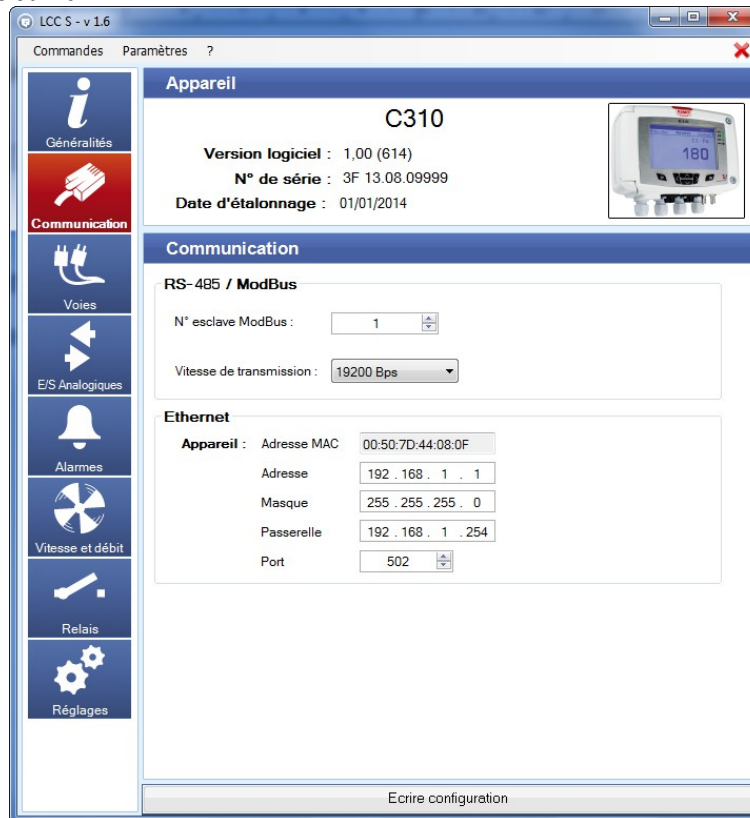 LCC S - v 1.6
Commandes Paramètres ?
Généralités
Communication
Voies
E/S Analogiques
Alarmes
Vitesse et débit
Relais
Réglages
Appareil
C310
Version logiciel : 1,00 (614)
N° de série : 3F 13.08.09999
Date d'étalonnage : 01/01/2014
180
Communication
RS-485 / ModBus
N° esclave ModBus : 1
Vitesse de transmission : 19200 Bps
Ethernet
Appareil : Adresse MAC 00:50:7D:44:08:0F
Adresse 192 . 168 . 1 . 1
Masque 255 . 255 . 255 . 0
Passerelle 192 . 168 . 1 . 254
Port 502
Ecrire configuration